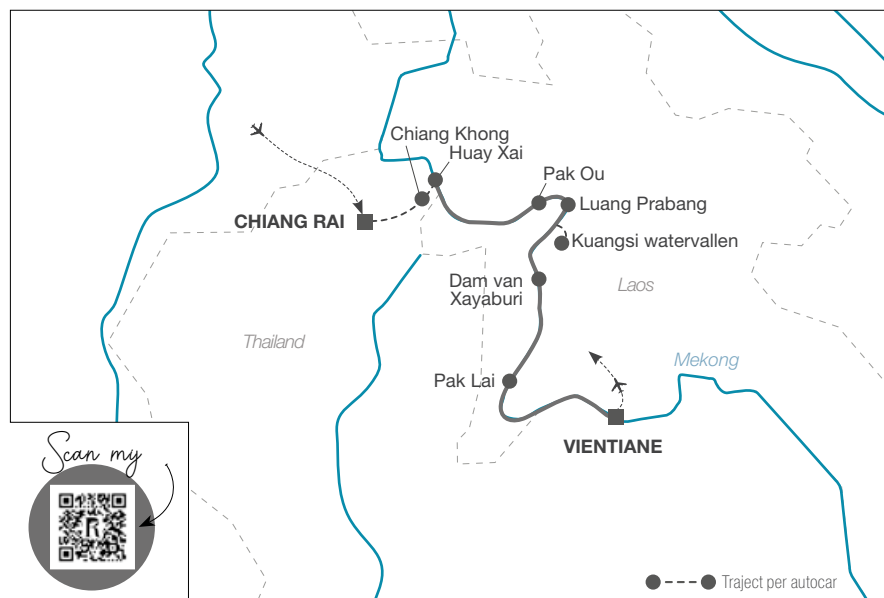 Chiang Khong
Huay Xai
Pak Ou
CHIANG RAI
Luang Prabang
Kuangsi watervallen
Dam van
Xayaburi
Laos
Thailand
Mekong
Pak Lai
VIENTIANE
Scan my
R
Traject per autocar